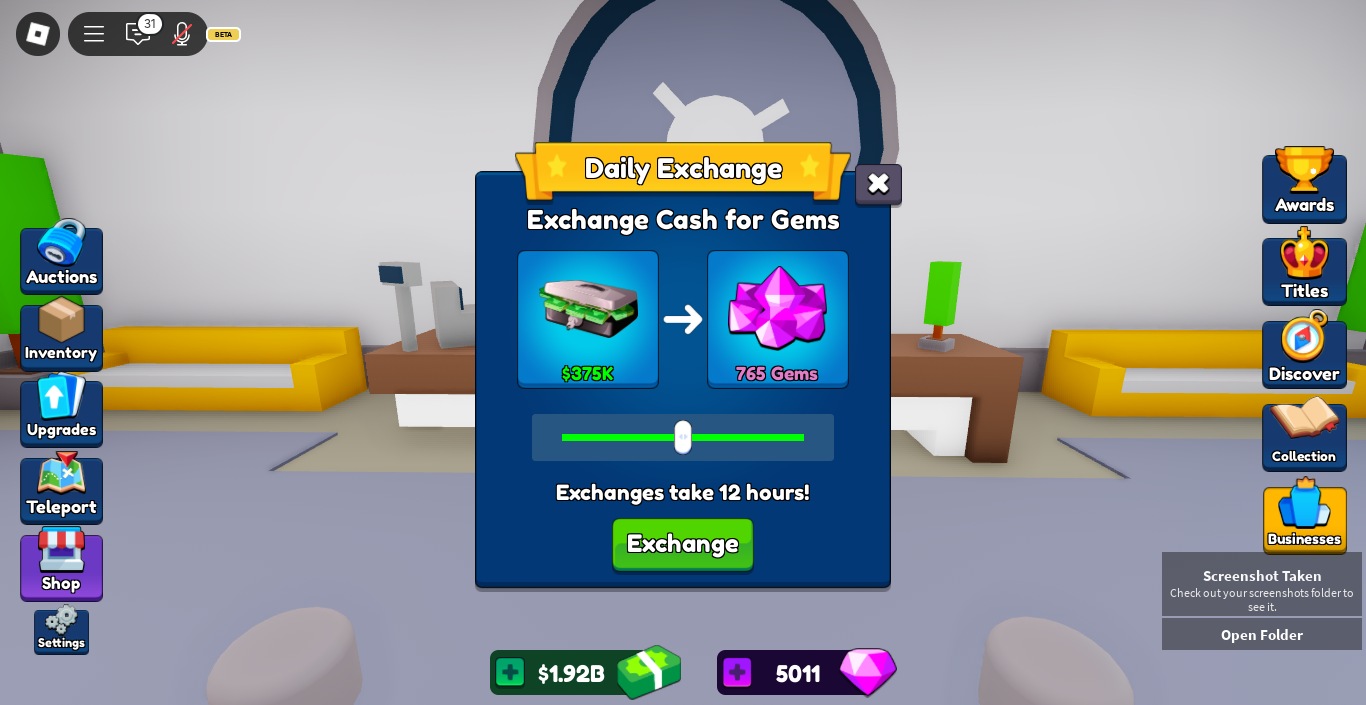 31
BETA
Daily Exchange
Exchange Cash for Gems
$375K
765 Gems
Exchanges take 12 hours!
Exchange
Auctions
Inventory
Upgrades
Teleport
Shop
Settings
Awards
Titles
Discover
Collection
Businesses
Screenshot Taken
Check out your screenshots folder to
see it.
Open Folder
$1.92B
5011